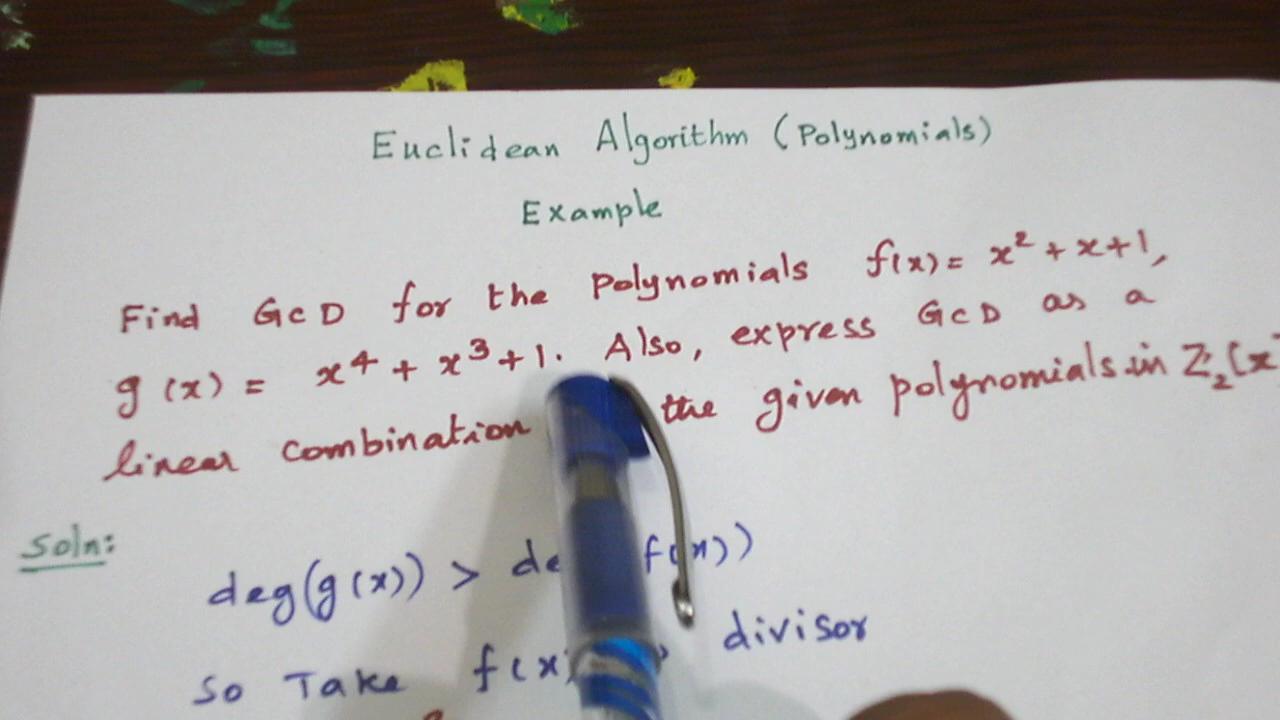 Euclidean Algorithm (Polynomials)
Example
Find GCD for the Polynomials f(x) = x² + x + 1,
g(x) = x⁴ + x³ + 1. Also, express GCD as a
linear combination the given polynomials in Z₂[x]
Soln:
deg(g(x)) > de f(x))
So Take f(x) divisor